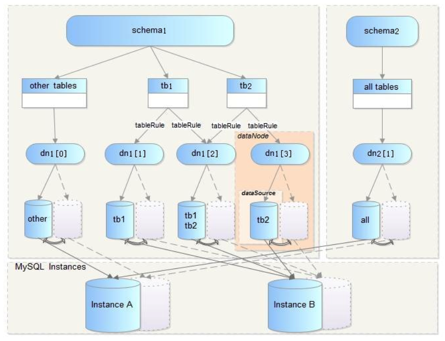 schema1
schema2
other tables
tb1
tb2
all tables
tableRule
tableRule
tableRule
tableRule
dataNode
dn1[0]
dn1[1]
dn1[2]
dn1[3]
dn2[1]
dataSource
other
tb1
tb1
tb2
tb2
all
MySQL Instances
Instance A
Instance B